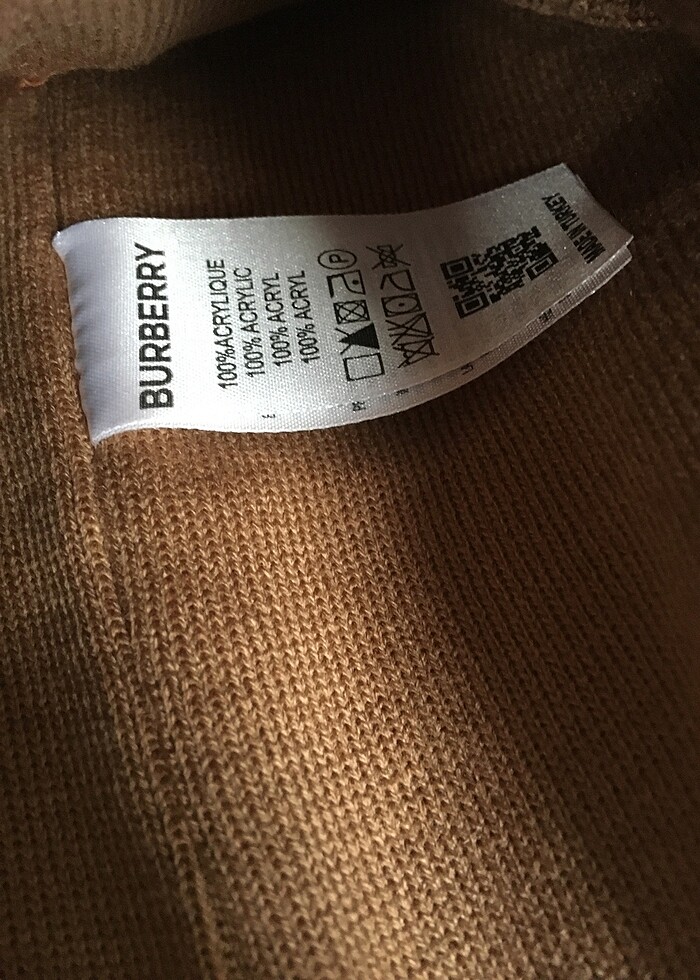 BURBERRY
100%ACRYLIQUE
100% ACRYLIC
100% ACRYL
100% ACRYL
P
MADE IN TURKEY